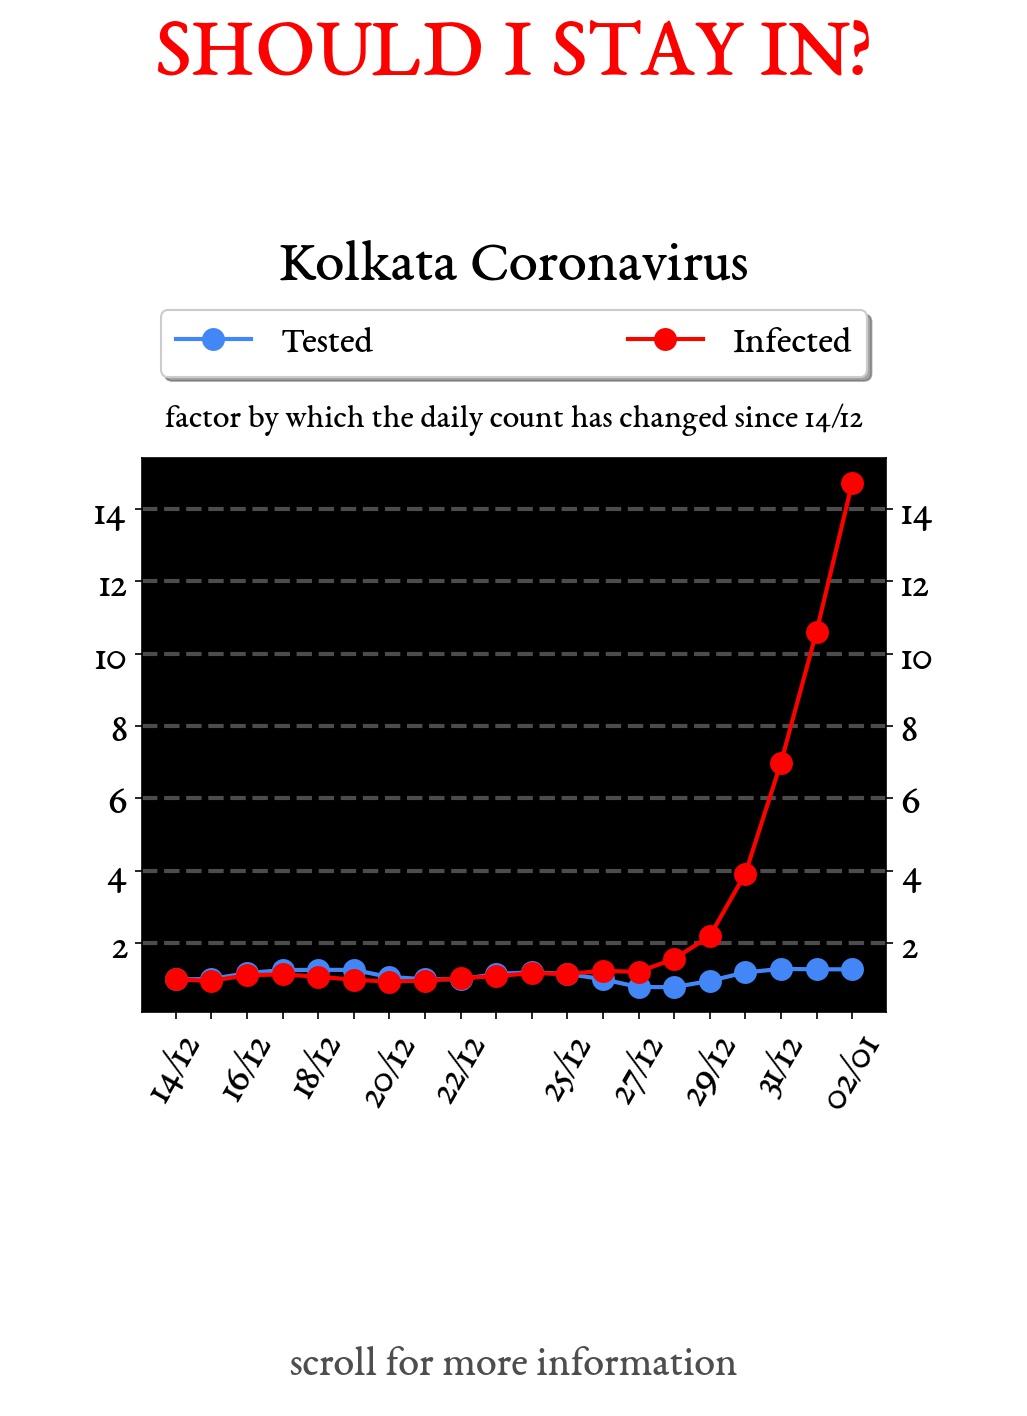 SHOULD I STAY IN?
Kolkata Coronavirus
Tested Infected
factor by which the daily count has changed since 14/12
14 14
12 12
10 10
8 8
6 6
4 4
2 2
14/12 16/12 18/12 20/12 22/12 25/12 27/12 29/12 31/12 02/01
scroll for more information